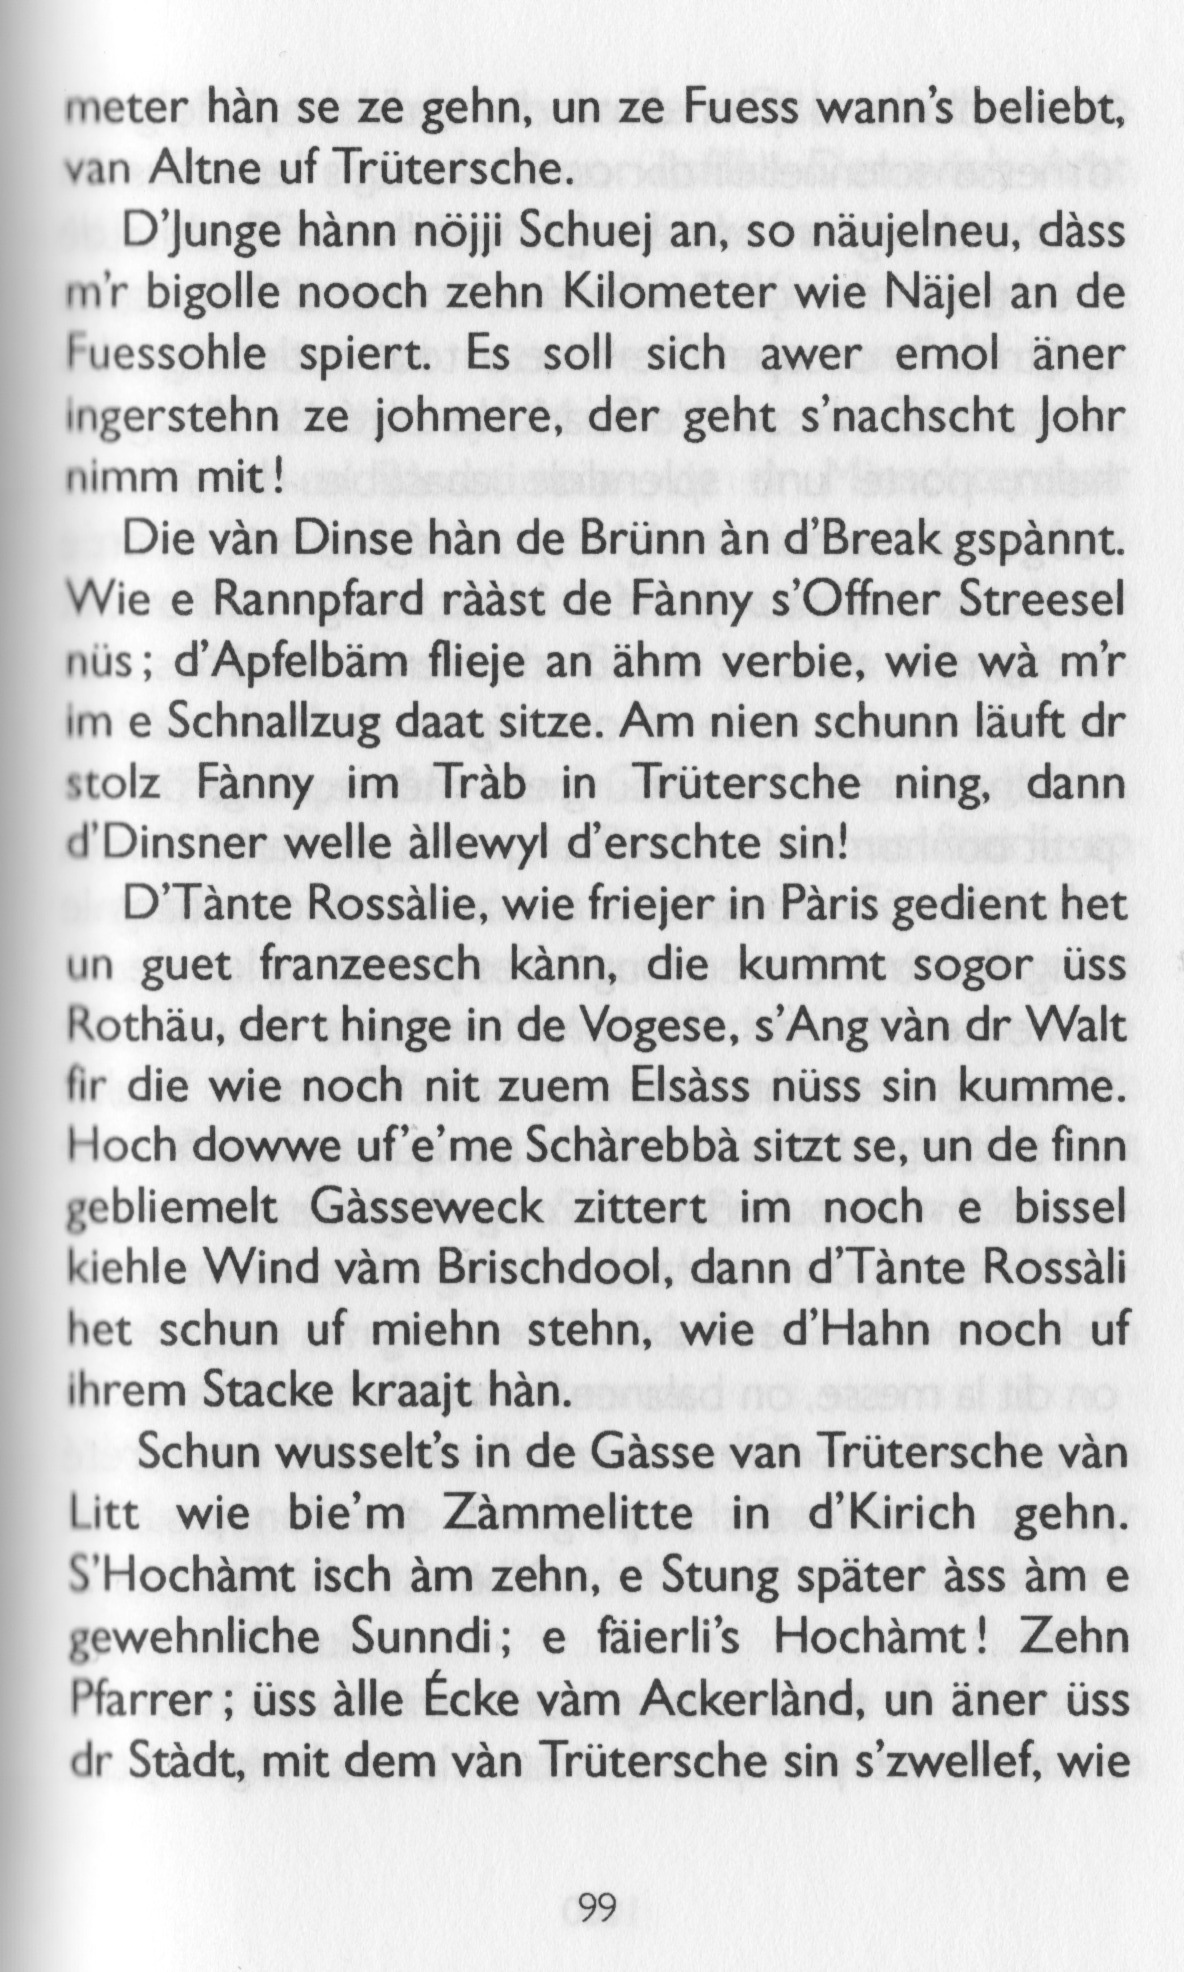 meter hàn se ze gehn, un ze Fuess wann's beliebt,
van Altne uf Trütersche.
D'Junge hànn nöjji Schuej an, so näujelneu, dàss
m'r bigolle nooch zehn Kilometer wie Näjel an de
Fuessohle spiert. Es soll sich awer emol äner
ingerstehn ze johmere, der geht s'nachscht Johr
nimm mit!
Die vàn Dinse hàn de Brünn àn d'Break gspànnt.
Wie e Rannpfard rààst de Fànny s'Offner Streesel
nüs ; d'Apfelbäm flieje an ähm verbie, wie wà m'r
im e Schnallzug daat sitze. Am nien schunn läuft dr
stolz Fànny im Tràb in Trütersche ning, dann
d'Dinsner welle àllewyl d'erschte sin!
D'Tànte Rossàlie, wie friejer in Pàris gedient het
un guet franzeesch kànn, die kummt sogor üss
Rothäu, dert hinge in de Vogese, s'Ang vàn dr Walt
fir die wie noch nit zuem Elsàss nüss sin kumme.
Hoch dowwe uf'e'me Schàrebbà sitzt se, un de finn
gebliemelt Gàsseweck zittert im noch e bissel
kiehle Wind vàm Brischdool, dann d'Tànte Rossàli
het schun uf miehn stehn, wie d'Hahn noch uf
ihrem Stacke kraajt hàn.
Schun wusselt's in de Gàsse van Trütersche vàn
Litt wie bie'm Zàmmelitte in d'Kirich gehn.
S'Hochàmt isch àm zehn, e Stung später àss àm e
gewehnliche Sunndi ; e fäierli's Hochàmt ! Zehn
Pfarrer ; üss àlle Écke vàm Ackerlànd, un äner üss
dr Stàdt, mit dem vàn Trütersche sin s'zwellef, wie
99